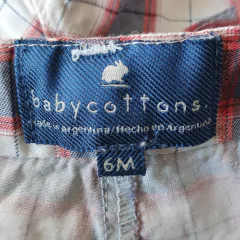 babycottons.
Made in Argentina/Hecho en Argentina
6M